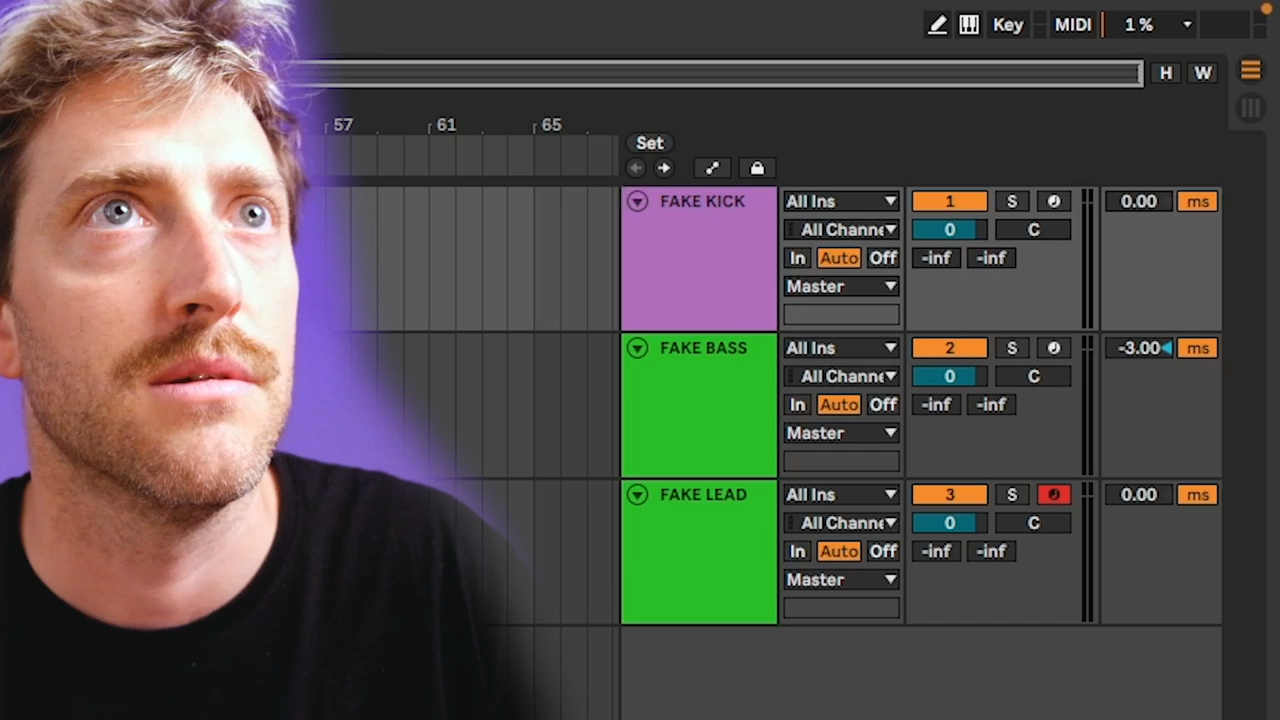 Key MIDI 1 %
H W
57 61 65
Set
FAKE KICK All Ins 1 S 0.00 ms
All Channe 0 C
In Auto Off -inf -inf
Master
FAKE BASS All Ins 2 S -3.00 ms
All Channe 0 C
In Auto Off -inf -inf
Master
FAKE LEAD All Ins 3 S 0.00 ms
All Channe 0 C
In Auto Off -inf -inf
Master